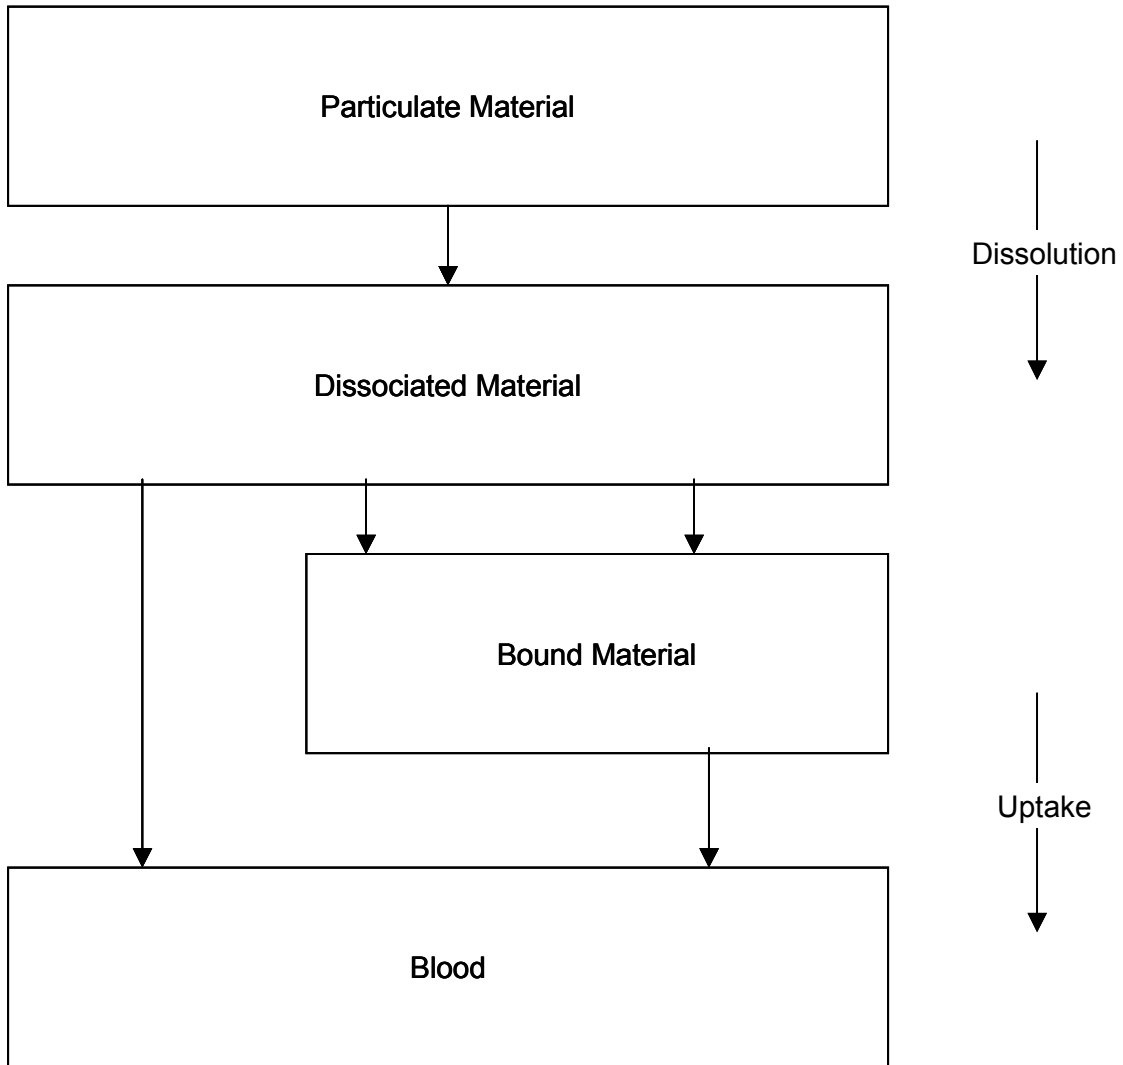 Particulate Material
Dissolution
Dissociated Material
Bound Material
Uptake
Blood